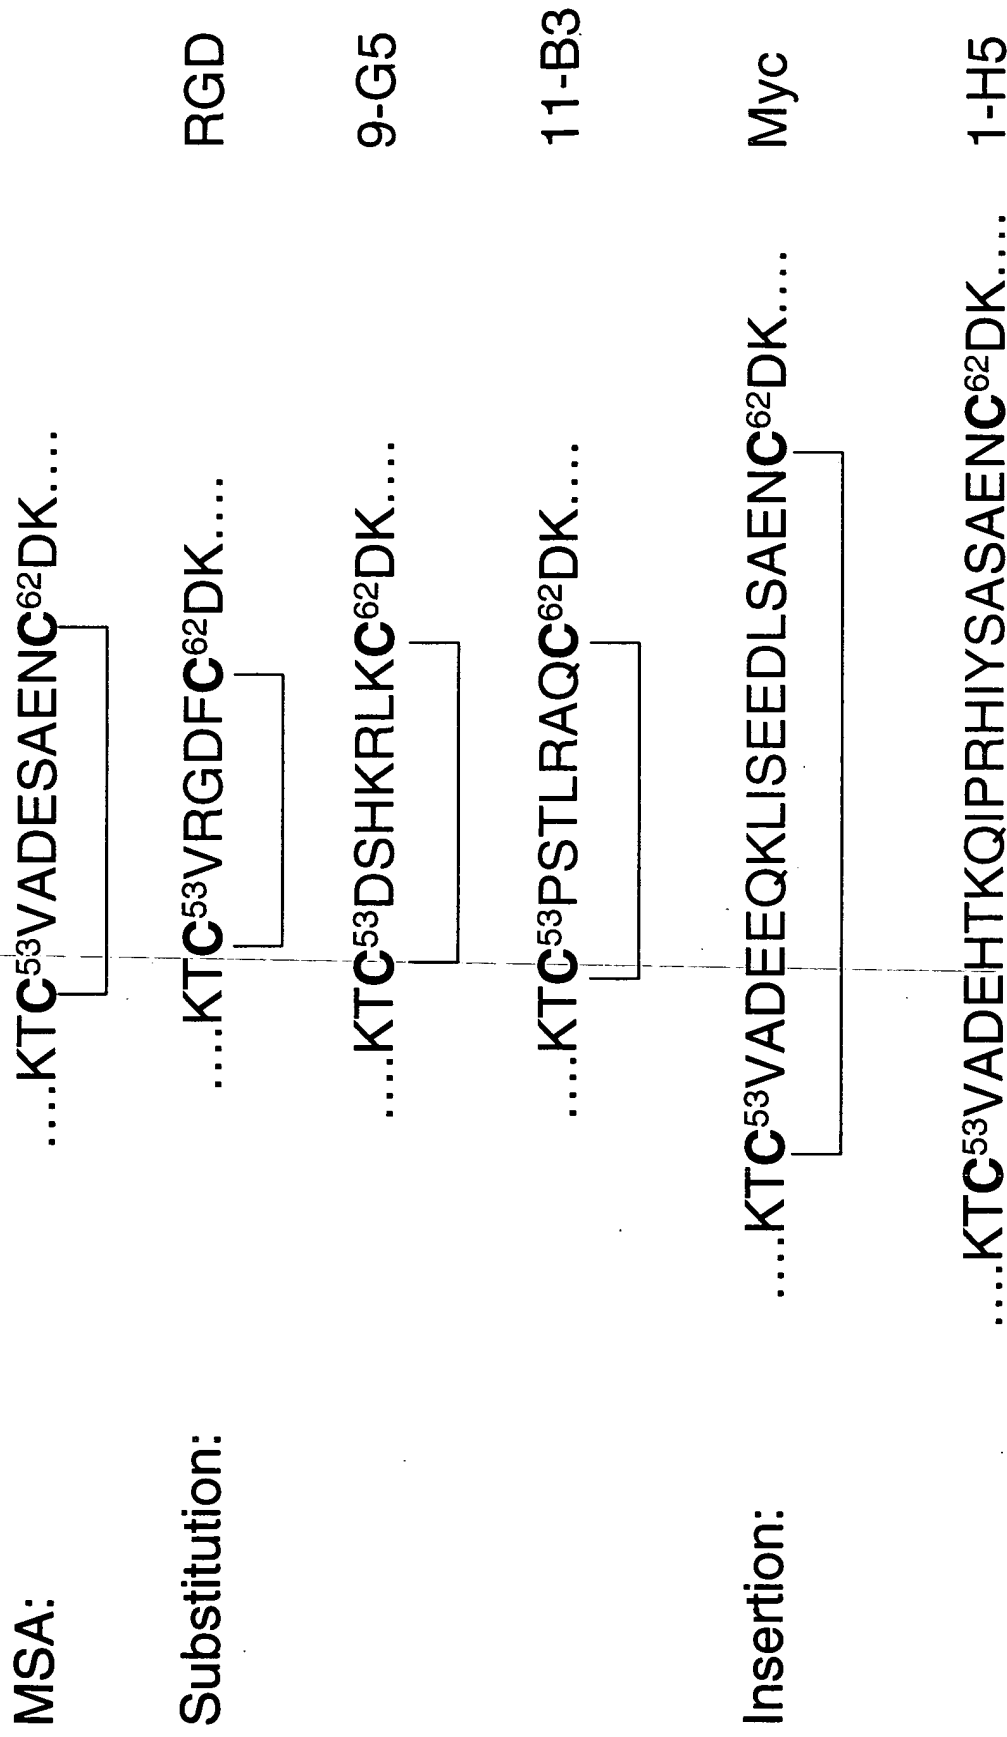 MSA: ....KTC53VADESAENC62DK....
Substitution: ....KTC53VRGDFC62DK.... RGD
....KTC53DSHKRLKC62DK.... 9-G5
....KTC53PSTLRAQC62DK.... 11-B3
Insertion: ....KTC53VADEEQKLISEEDLSAENC62DK.... Myc
....KTC53VADEHTKQIPRHIYSASAENC62DK.... 1-H5